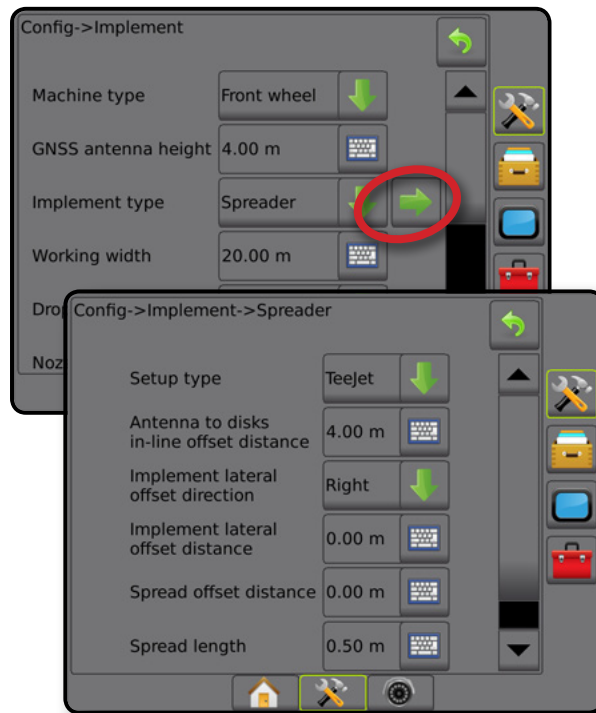 Config->Implement
Machine type Front wheel
GNSS antenna height 4.00 m
Implement type Spreader
Working width 20.00 m
Config->Implement->Spreader
Setup type TeeJet
Antenna to disks
in-line offset distance 4.00 m
Implement lateral
offset direction Right
Implement lateral
offset distance 0.00 m
Spread offset distance 0.00 m
Spread length 0.50 m